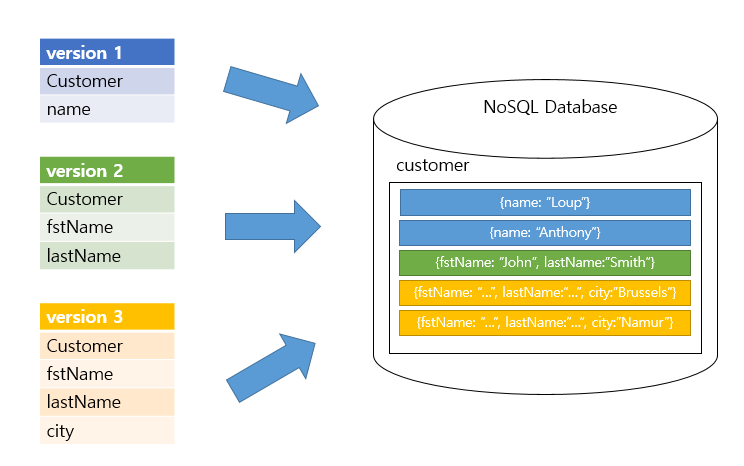 version 1
Customer
name
version 2
Customer
fstName
lastName
version 3
Customer
fstName
lastName
city
NoSQL Database
customer
{name: "Loup"}
{name: "Anthony"}
{fstName: "John", lastName:"Smith"}
{fstName: "...", lastName:"...", city:"Brussels"}
{fstName: "...", lastName:"...", city:"Namur"}